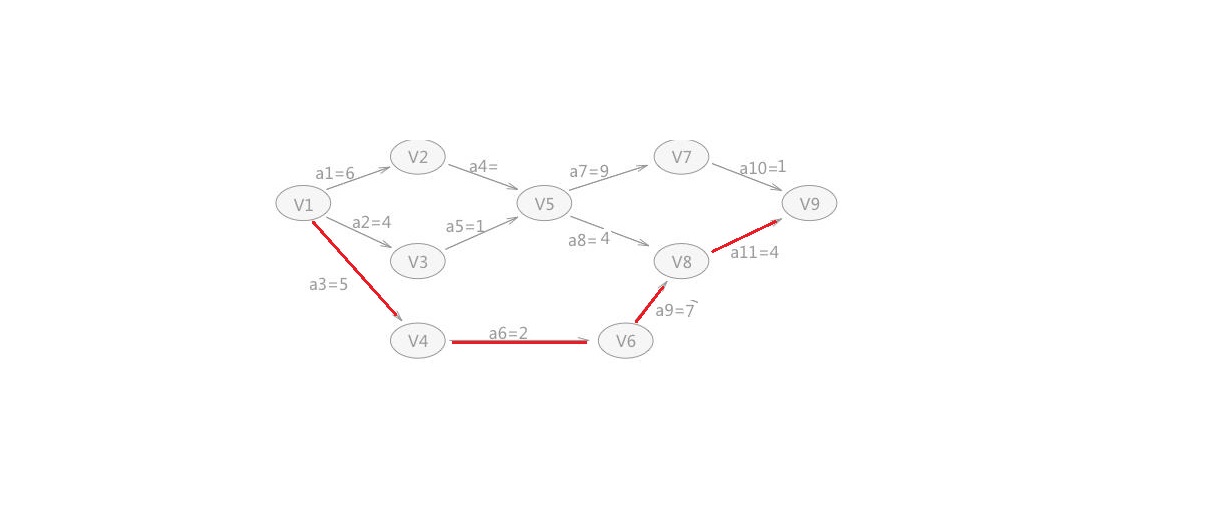 V2
V7
a1=6
a4=
a7=9
a10=1
V1
V5
V9
a2=4
a5=1
a8=4
V3
V8
a11=4
a3=5
a9=7
a6=2
V4
V6